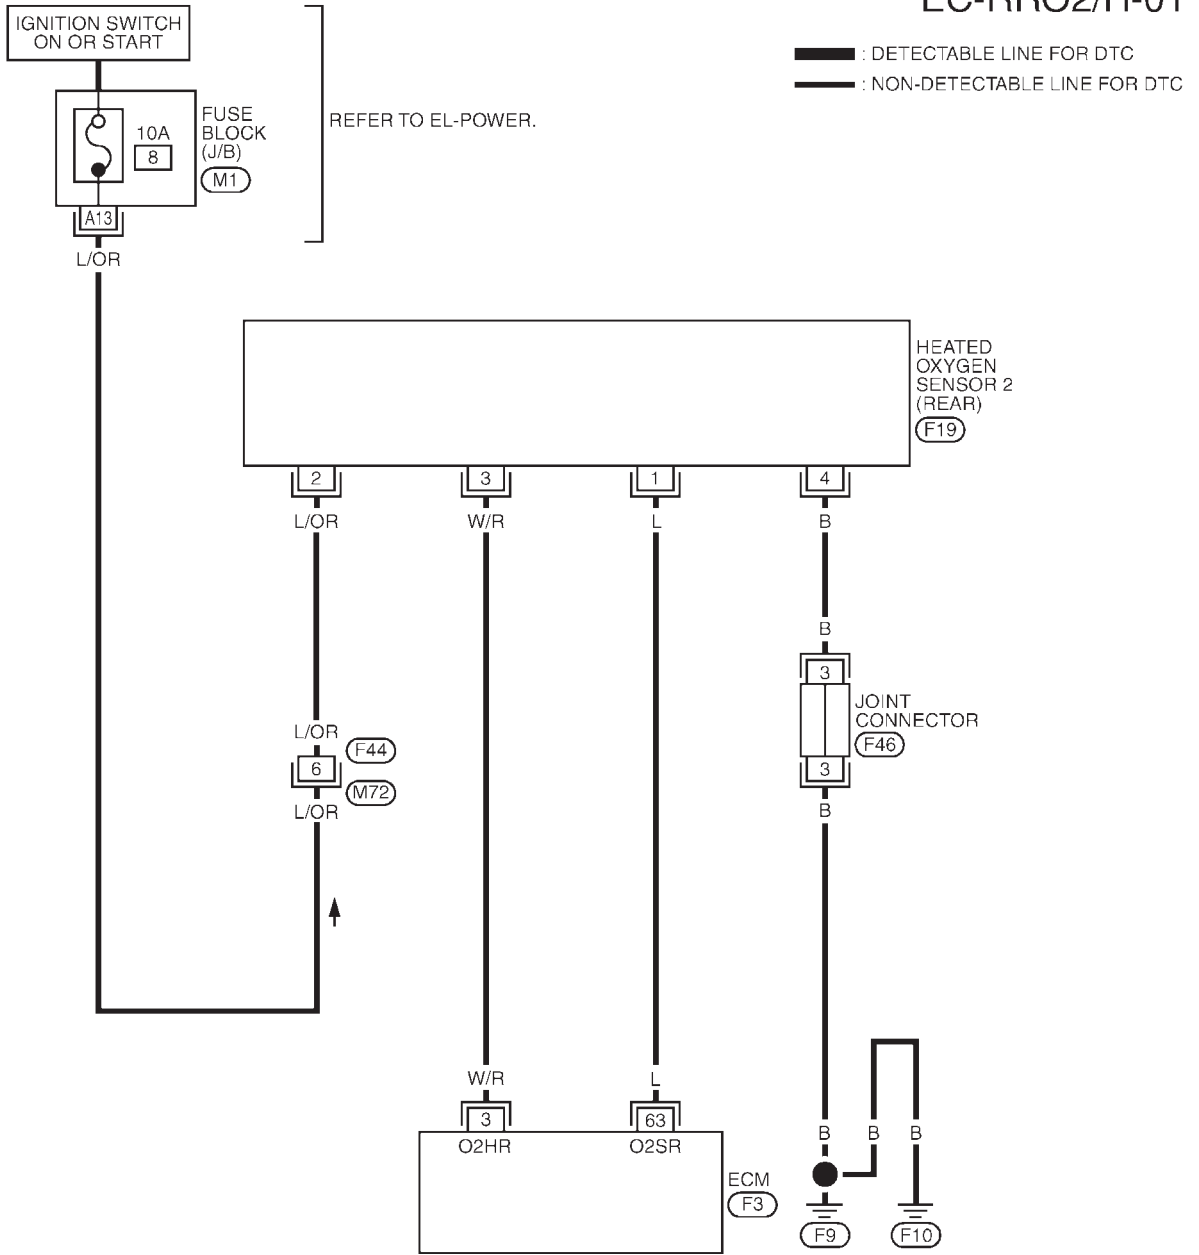 IGNITION SWITCH
ON OR START
: DETECTABLE LINE FOR DTC
: NON-DETECTABLE LINE FOR DTC
10A
8
FUSE
BLOCK
(J/B)
M1
REFER TO EL-POWER.
A13
L/OR
HEATED
OXYGEN
SENSOR 2
(REAR)
F19
2
3
1
4
L/OR
W/R
L
B
B
3
JOINT
CONNECTOR
F46
3
B
L/OR
F44
6
M72
L/OR
W/R
L
3
63
O2HR
O2SR
ECM
F3
B
B
B
F9
F10